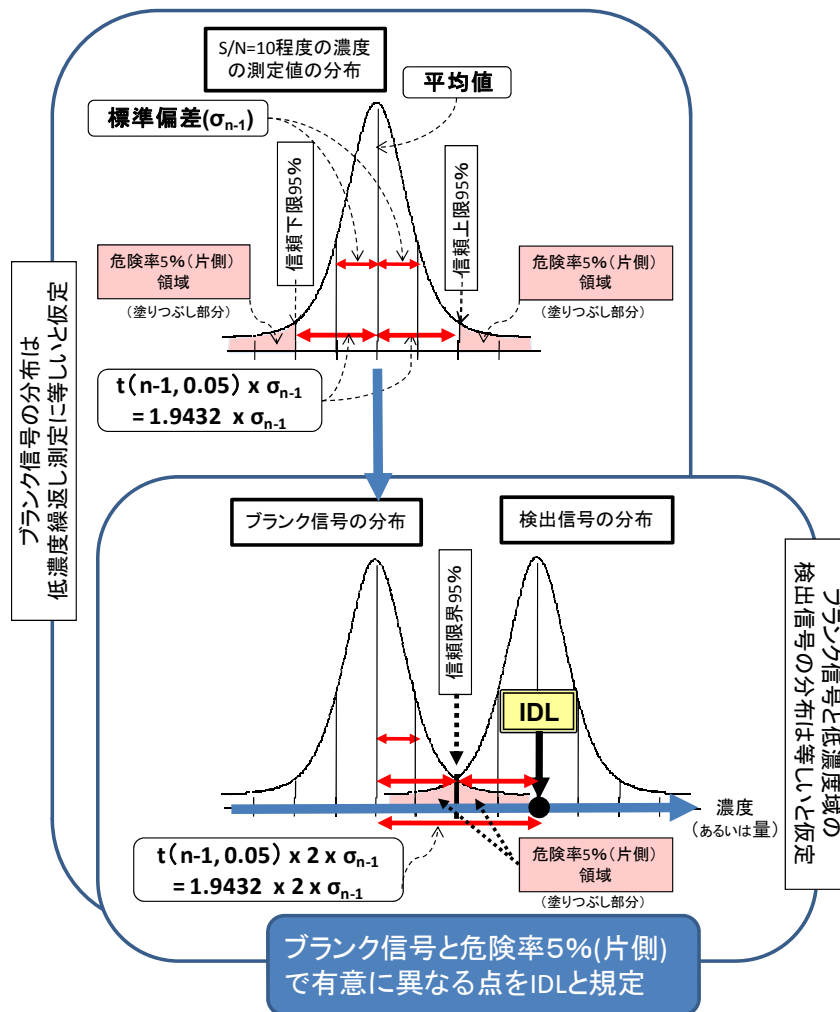 S/N=10程度の濃度
の測定値の分布
平均値
標準偏差(σn-1)
信頼下限95%
信頼上限95%
危険率5%(片側)
領域
(塗りつぶし部分)
危険率5%(片側)
領域
(塗りつぶし部分)
t(n-1, 0.05) x σn-1
= 1.9432 x σn-1
ブランク信号の分布は
低濃度繰返し測定に等しいと仮定
ブランク信号の分布
検出信号の分布
信頼限界95%
IDL
濃度
(あるいは量)
ブランク信号と低濃度域の
検出信号の分布は等しいと仮定
t(n-1, 0.05) x 2 x σn-1
= 1.9432 x 2 x σn-1
危険率5%(片側)
領域
(塗りつぶし部分)
ブランク信号と危険率5%(片側)
で有意に異なる点をIDLと規定